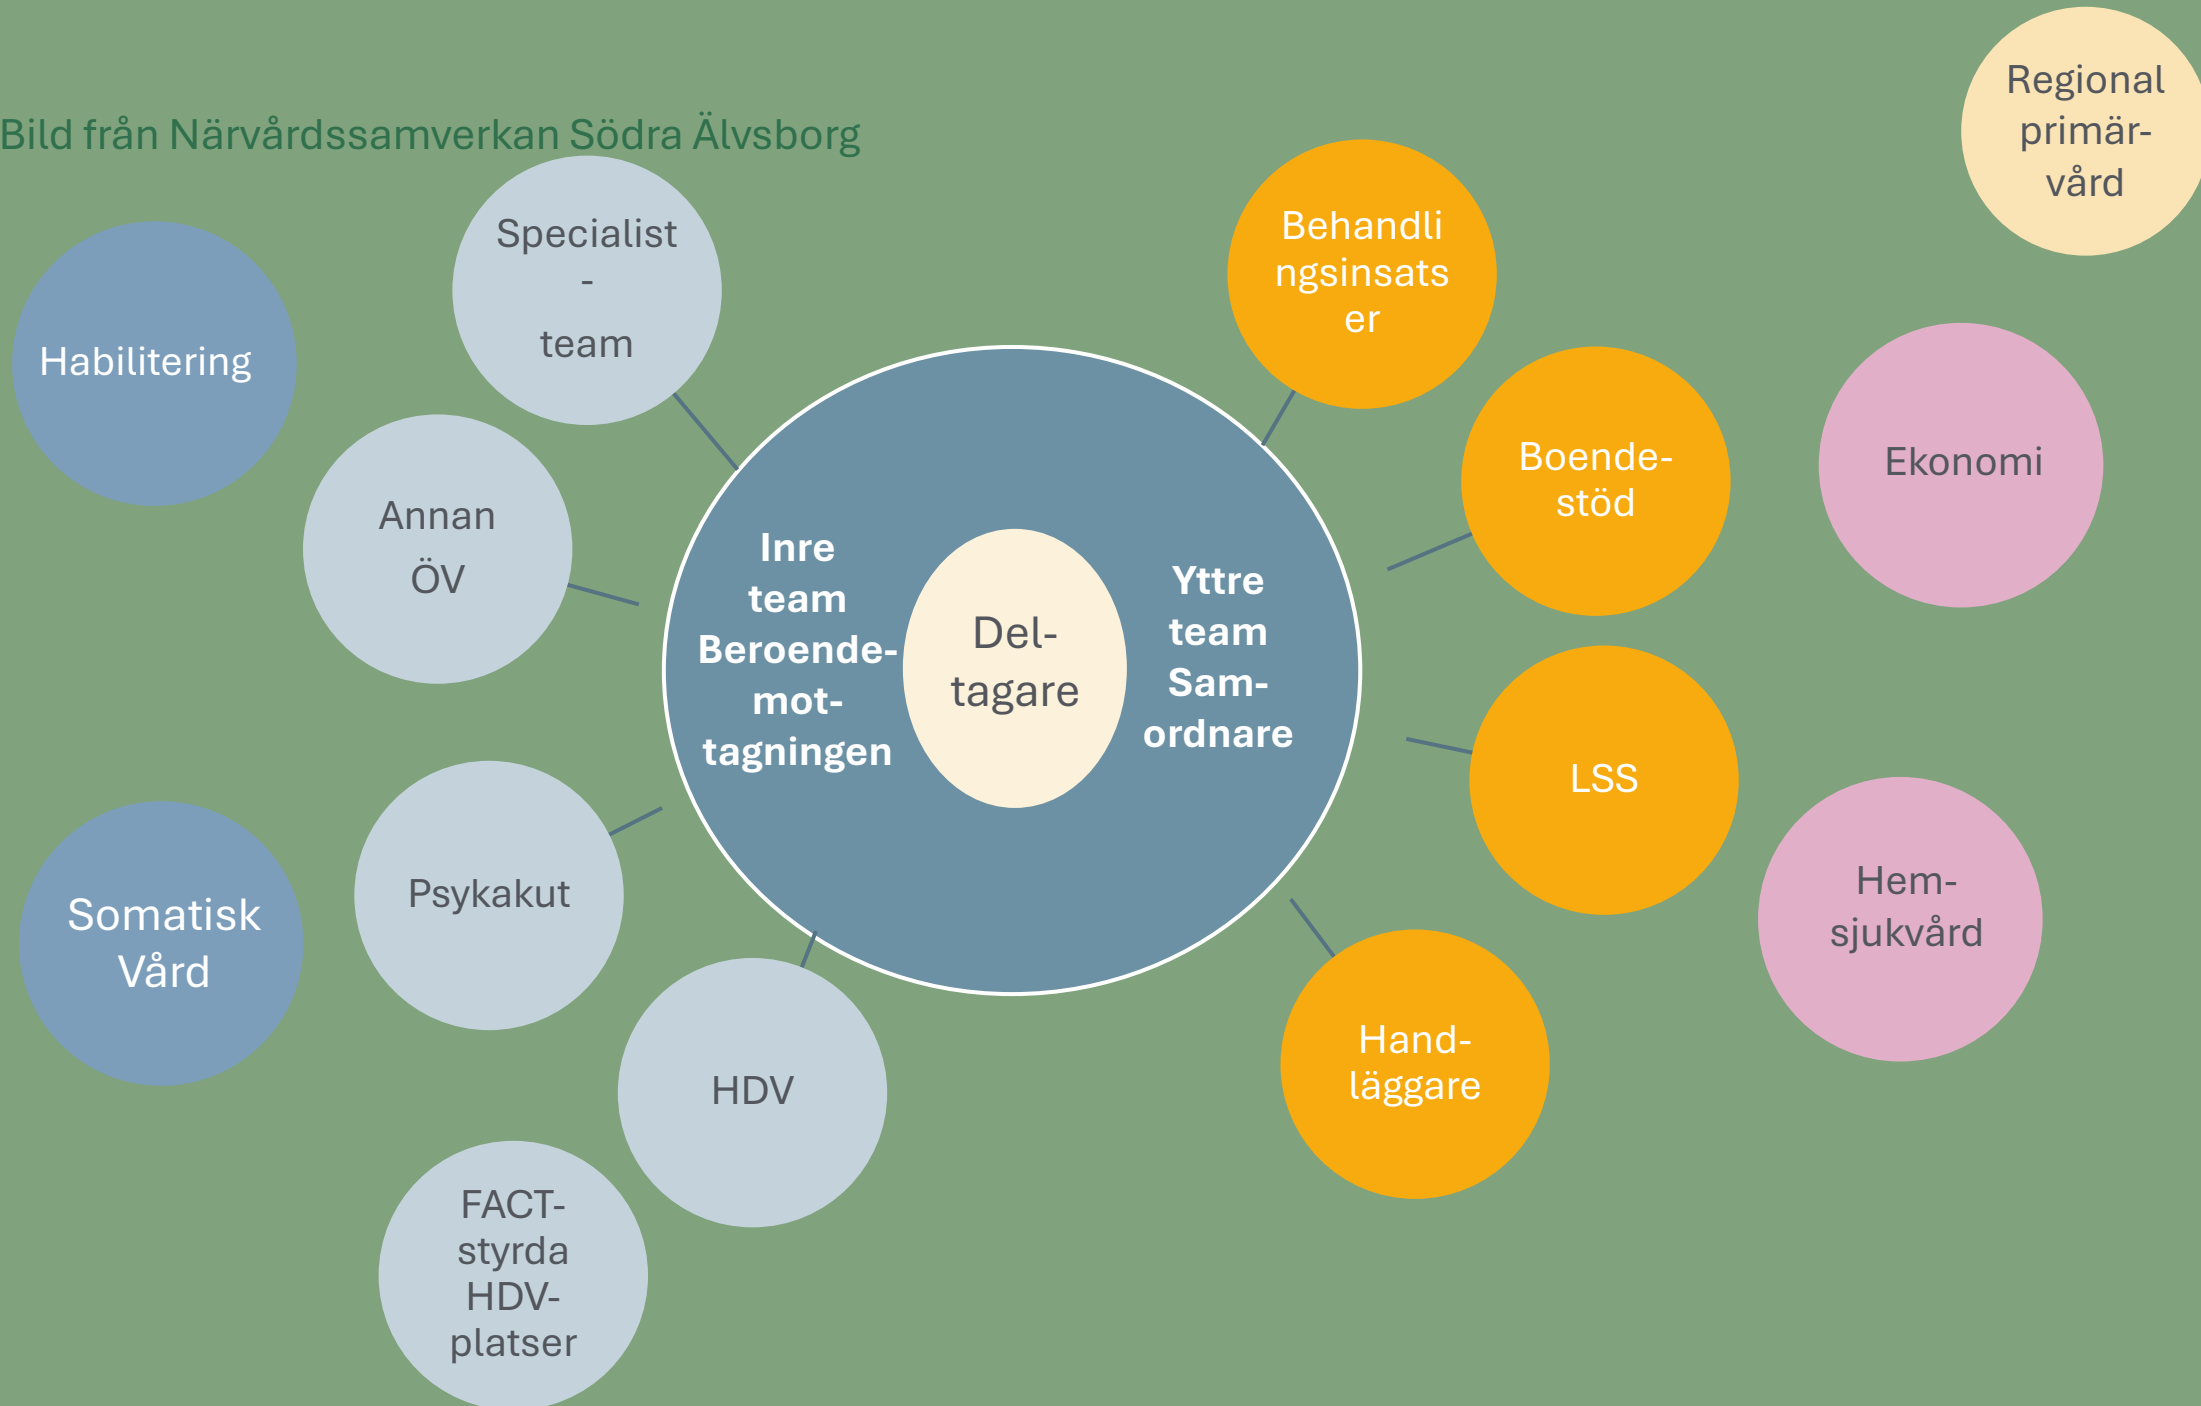 Bild från Närvårdssamverkan Södra Älvsborg
Regional
primär-
vård
Specialist
-
team
Behandli
ngsinsats
er
Habilitering
Annan
ÖV
Boende-
stöd
Ekonomi
Inre
team
Beroende-
mot-
tagningen
Del-
tagare
Yttre
team
Sam-
ordnare
LSS
Psykakut
Somatisk
Vård
Hem-
sjukvård
HDV
Hand-
läggare
FACT-
styrda
HDV-
platser